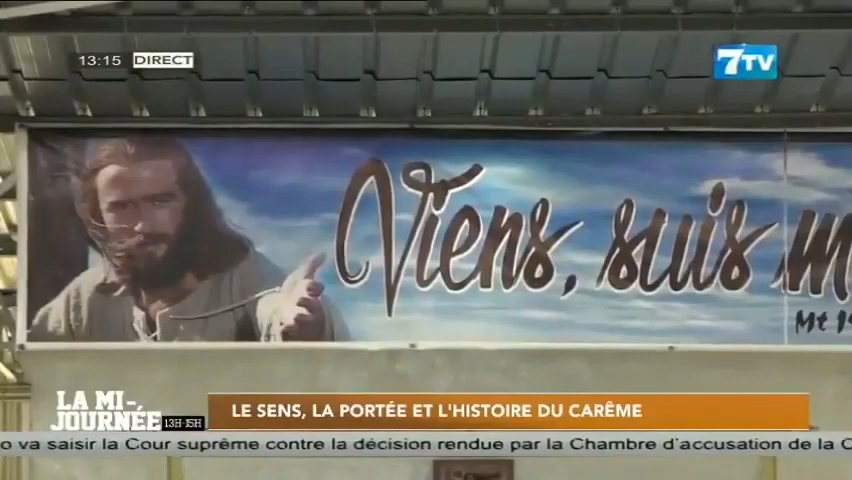 13:15 DIRECT
7TV
Viens, suis
Mt
LA MI-
JOURNÉE
13H-15H
LE SENS, LA PORTÉE ET L'HISTOIRE DU CARÊME
o va saisir la Cour suprême contre la décision rendue par la Chambre d'accusation de la C